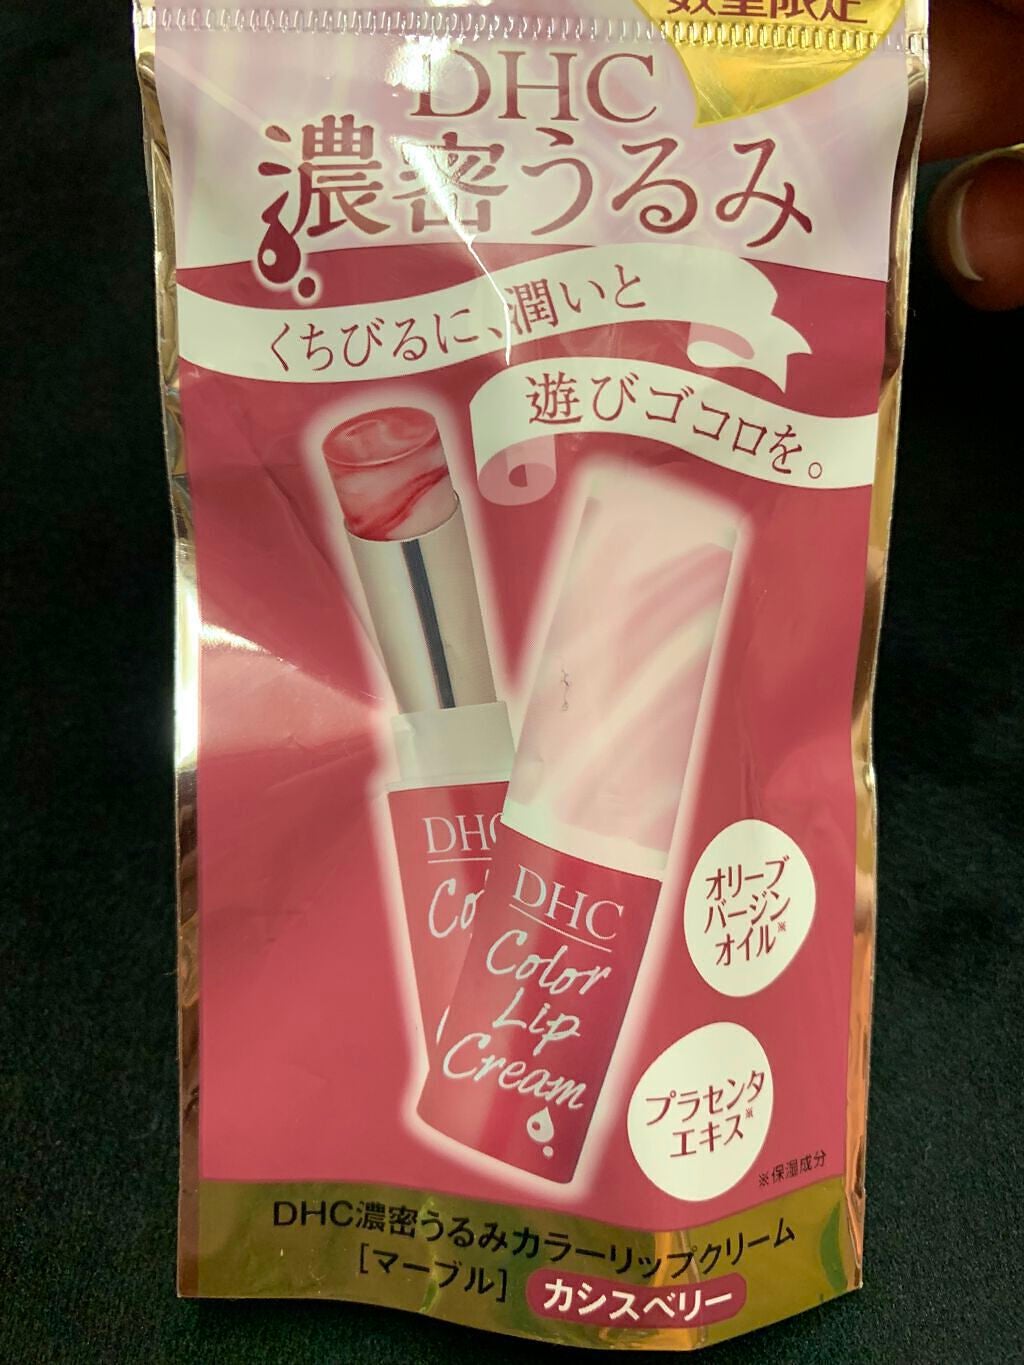 数量限定
DHC
濃密うるみ
くちびるに、潤いと
遊びゴコロを。
DHC
Co
DHC
Color
Lip
Cream
オリーブ
バージン
オイル※
プラセンタ
エキス※
※保湿成分
DHC濃密うるみカラーリップクリーム
[マーブル] カシスベリー